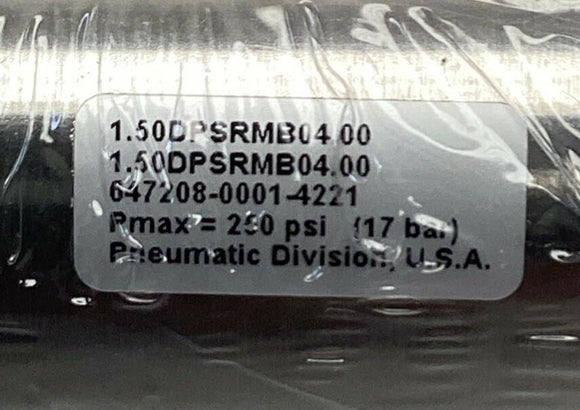 1.50DPSRMB04.00
1.50DPSRMB04.00
647208-0001-4221
Pmax = 250 psi (17 bar)
Pneumatic Division, U.S.A.